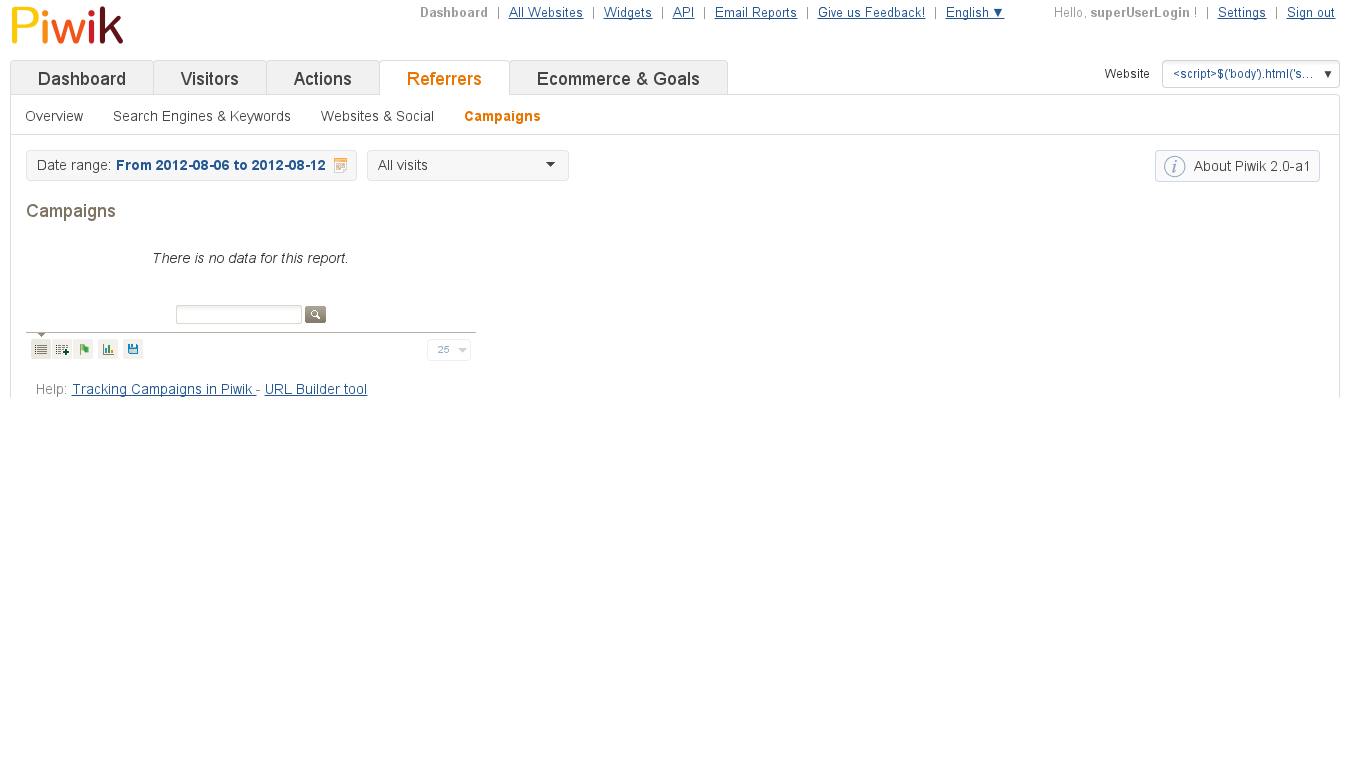 Piwik
Dashboard | All Websites | Widgets | API | Email Reports | Give us Feedback! | English ▼ Hello, superUserLogin ! | Settings | Sign out
Dashboard Visitors Actions Referrers Ecommerce & Goals
Website <script>$('body').html('s... ▼
Overview Search Engines & Keywords Websites & Social Campaigns
Date range: From 2012-08-06 to 2012-08-12 All visits About Piwik 2.0-a1
Campaigns
There is no data for this report.
25
Help: Tracking Campaigns in Piwik - URL Builder tool